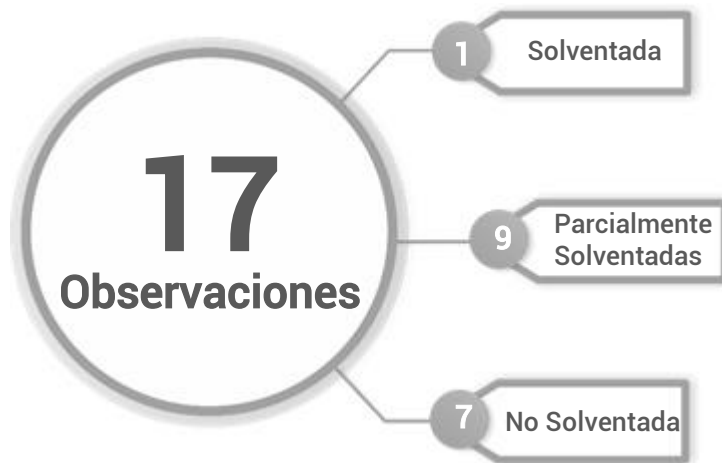 17
Observaciones
1
Solventada
9
Parcialmente
Solventadas
7
No Solventada